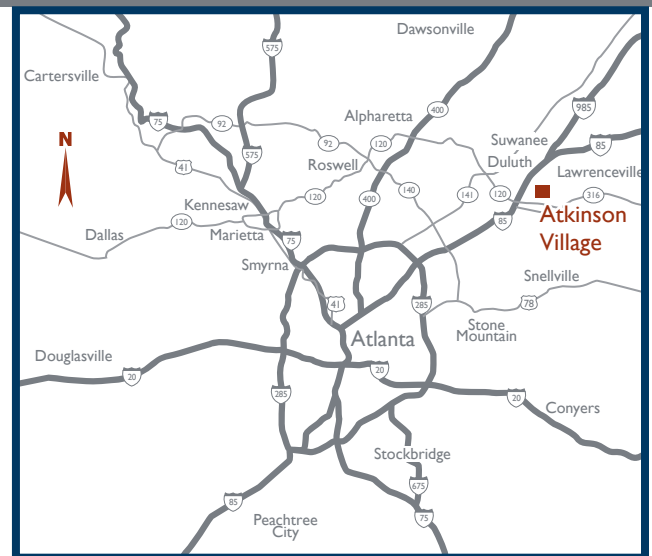 Dawsonville
575
Cartersville
400
985
75
92
Alpharetta
92
120
Suwanee
85
N
575
Roswell
Duluth
Lawrenceville
41
120
400
140
141
120
316
Kennesaw
Atkinson
Village
85
Dallas
120
Marietta
75
Smyrna
Snellville
41
285
78
Stone
Mountain
Atlanta
Douglasville
20
20
20
285
Conyers
Stockbridge
675
85
75
Peachtree
City